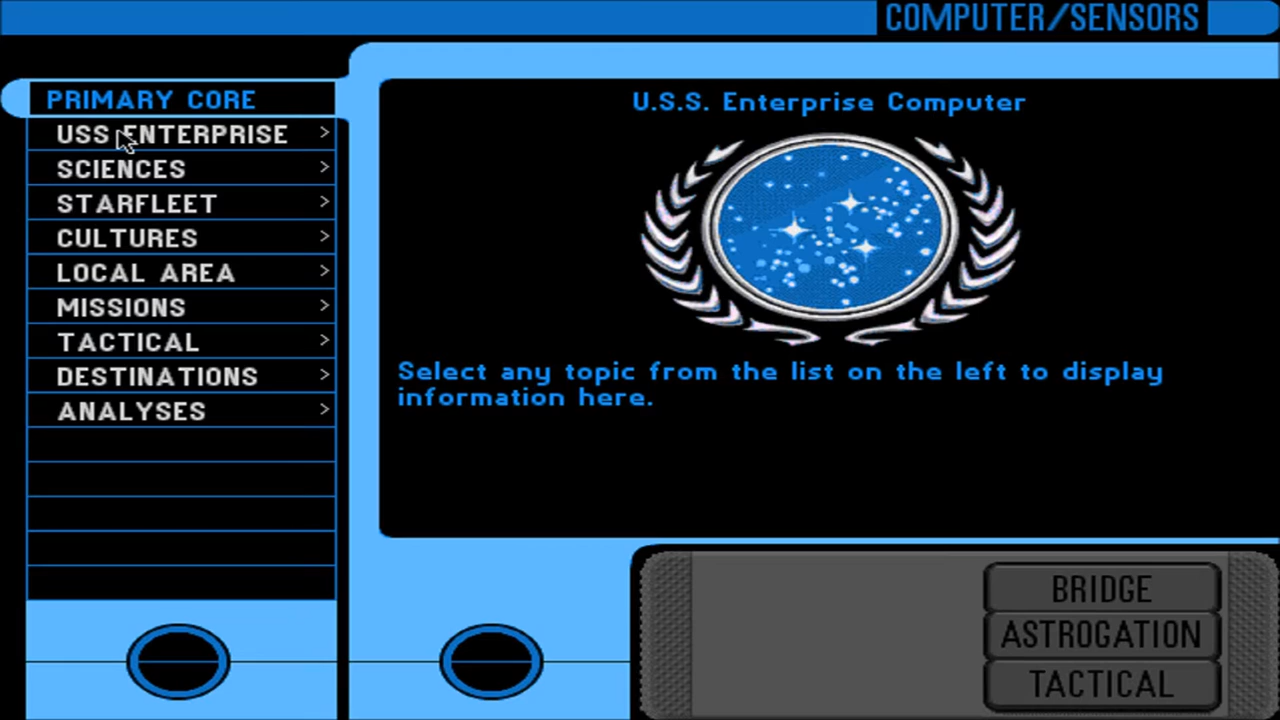 COMPUTER/SENSORS
PRIMARY CORE
USS ENTERPRISE >
SCIENCES >
STARFLEET >
CULTURES >
LOCAL AREA >
MISSIONS >
TACTICAL >
DESTINATIONS >
ANALYSES >
U.S.S. Enterprise Computer
Select any topic from the list on the left to display
information here.
BRIDGE
ASTROGATION
TACTICAL